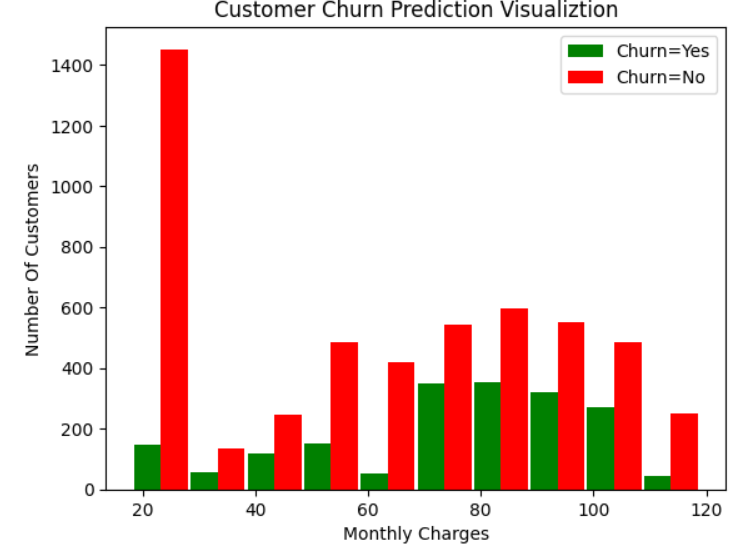 Customer Churn Prediction Visualiztion
Churn=Yes
Churn=No
1400
1200
1000
800
600
400
200
0
Number Of Customers
20 40 60 80 100 120
Monthly Charges